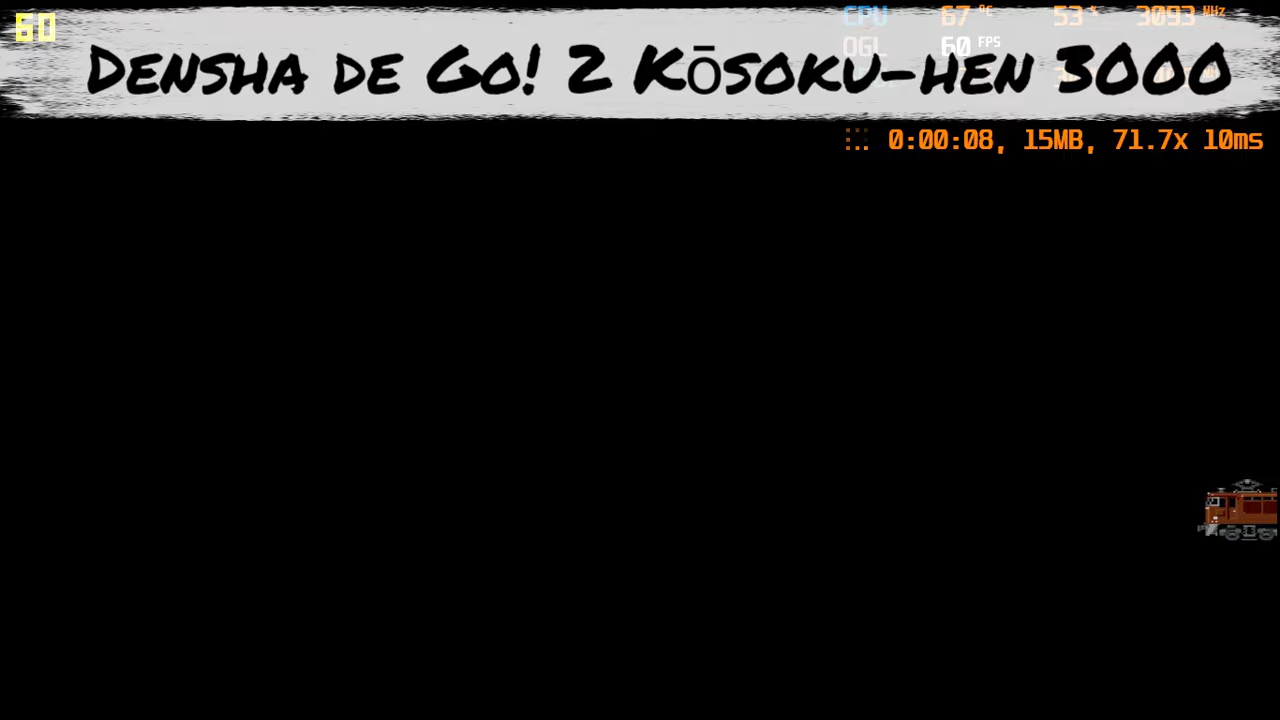 60
CPU 67 °C 53 % 3093 MHz
OGL 60 FPS
Densha de Go! 2 Kōsoku-hen 3000
0:00:08, 15MB, 71.7x 10ms